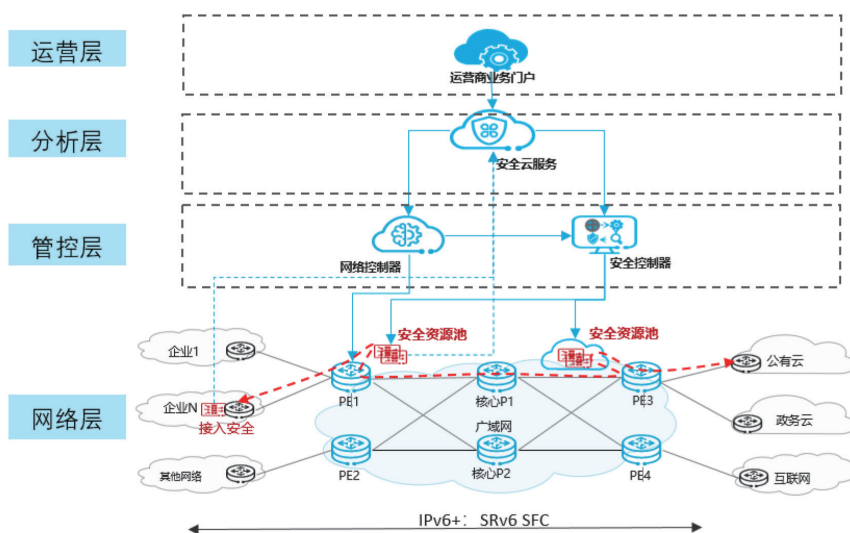 运营层
运营商业务门户
分析层
安全云服务
管控层
网络控制器
安全控制器
网络层
安全资源池
安全资源池
企业1
公有云
PE1
核心P1
PE3
企业N
接入安全
广域网
政务云
其他网络
PE2
核心P2
PE4
互联网
IPv6+: SRv6 SFC